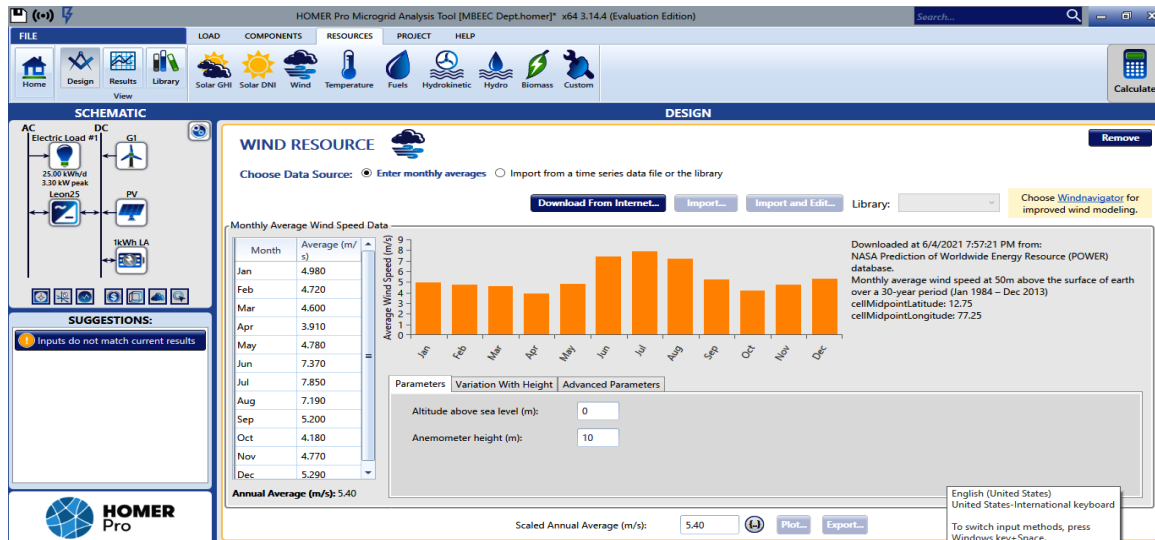 HOMER Pro Microgrid Analysis Tool [MBEEC Dept.homer]* x64 3.14.4 (Evaluation Edition)
Search...
FILE
LOAD COMPONENTS RESOURCES PROJECT HELP
Home
Design Results Library
View
Solar GHI Solar DNI Wind Temperature Fuels Hydrokinetic Hydro Biomass Custom
Calculate
SCHEMATIC
AC DC
Electric Load #1 G1
25.00 kWh/d
3.30 kW peak
Leon25 PV
1kWh LA
SUGGESTIONS:
Inputs do not match current results
HOMER
Pro
DESIGN
WIND RESOURCE
Remove
Choose Data Source: Enter monthly averages Import from a time series data file or the library
Download From Internet... Import... Import and Edit... Library:
Choose Windnavigator for
improved wind modeling.
Monthly Average Wind Speed Data
Month Average (m/
s)
Jan 4.980
Feb 4.720
Mar 4.600
Apr 3.910
May 4.780
Jun 7.370
Jul 7.850
Aug 7.190
Sep 5.200
Oct 4.180
Nov 4.770
Dec 5.290
Annual Average (m/s): 5.40
Average Wind Speed (m/s)
9
8
7
6
5
4
3
2
1
0
Jan Feb Mar Apr May Jun Jul Aug Sep Oct Nov Dec
Downloaded at 6/4/2021 7:57:21 PM from:
NASA Prediction of Worldwide Energy Resource (POWER)
database.
Monthly average wind speed at 50m above the surface of earth
over a 30-year period (Jan 1984 – Dec 2013)
cellMidpointLatitude: 12.75
cellMidpointLongitude: 77.25
Parameters Variation With Height Advanced Parameters
Altitude above sea level (m): 0
Anemometer height (m): 10
Scaled Annual Average (m/s): 5.40 {..} Plot... Export...
English (United States)
United States-International keyboard
To switch input methods, press
Windows key+Space.